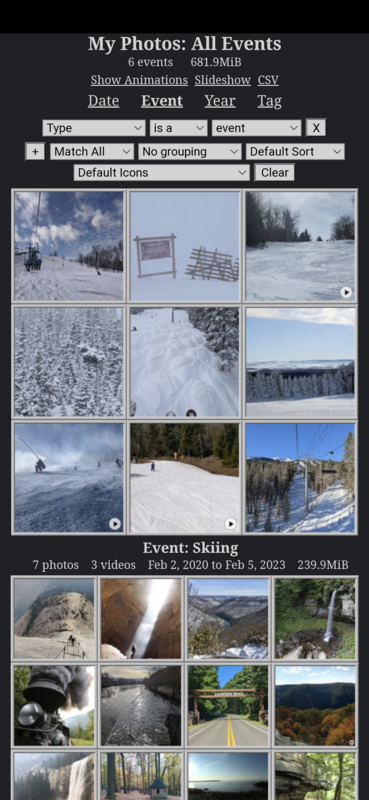 My Photos: All Events
6 events 681.9MiB
Show Animations Slideshow CSV
Date Event Year Tag
Type is a event X
+ Match All No grouping Default Sort
Default Icons Clear
Event: Skiing
7 photos 3 videos Feb 2, 2020 to Feb 5, 2023 239.9MiB